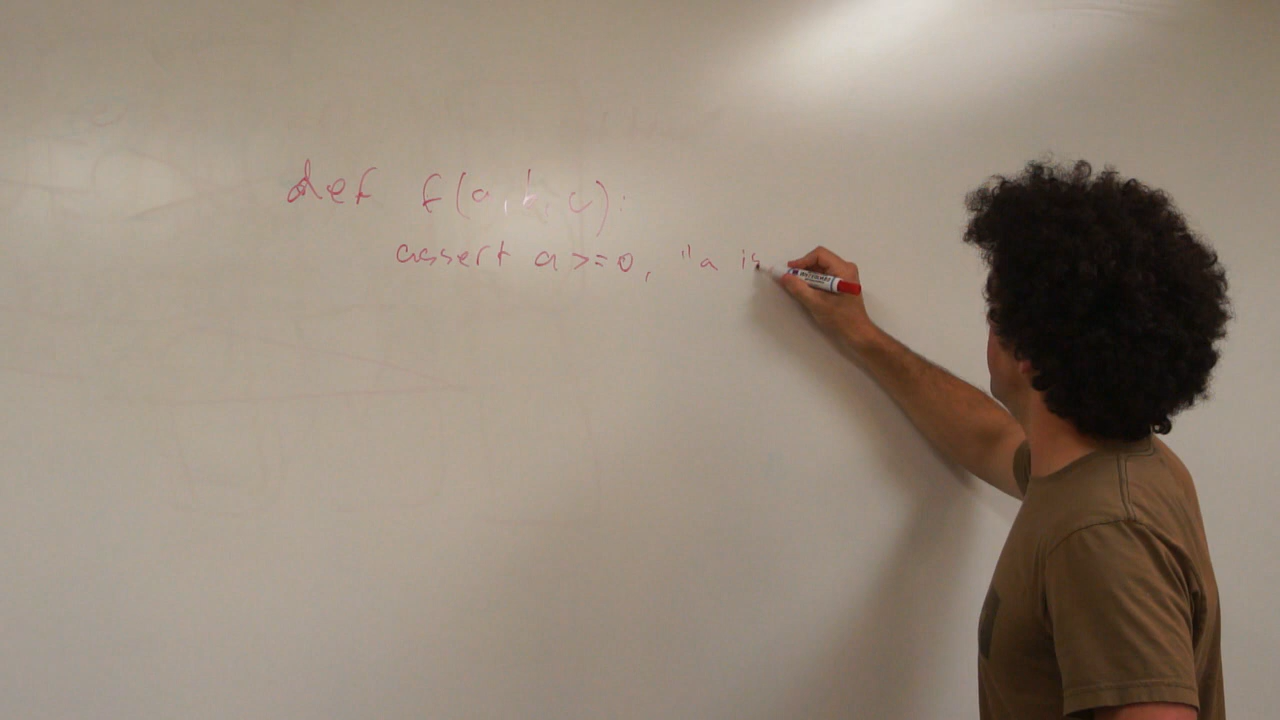 def f(a, b, c):
assert a >= 0, "a is